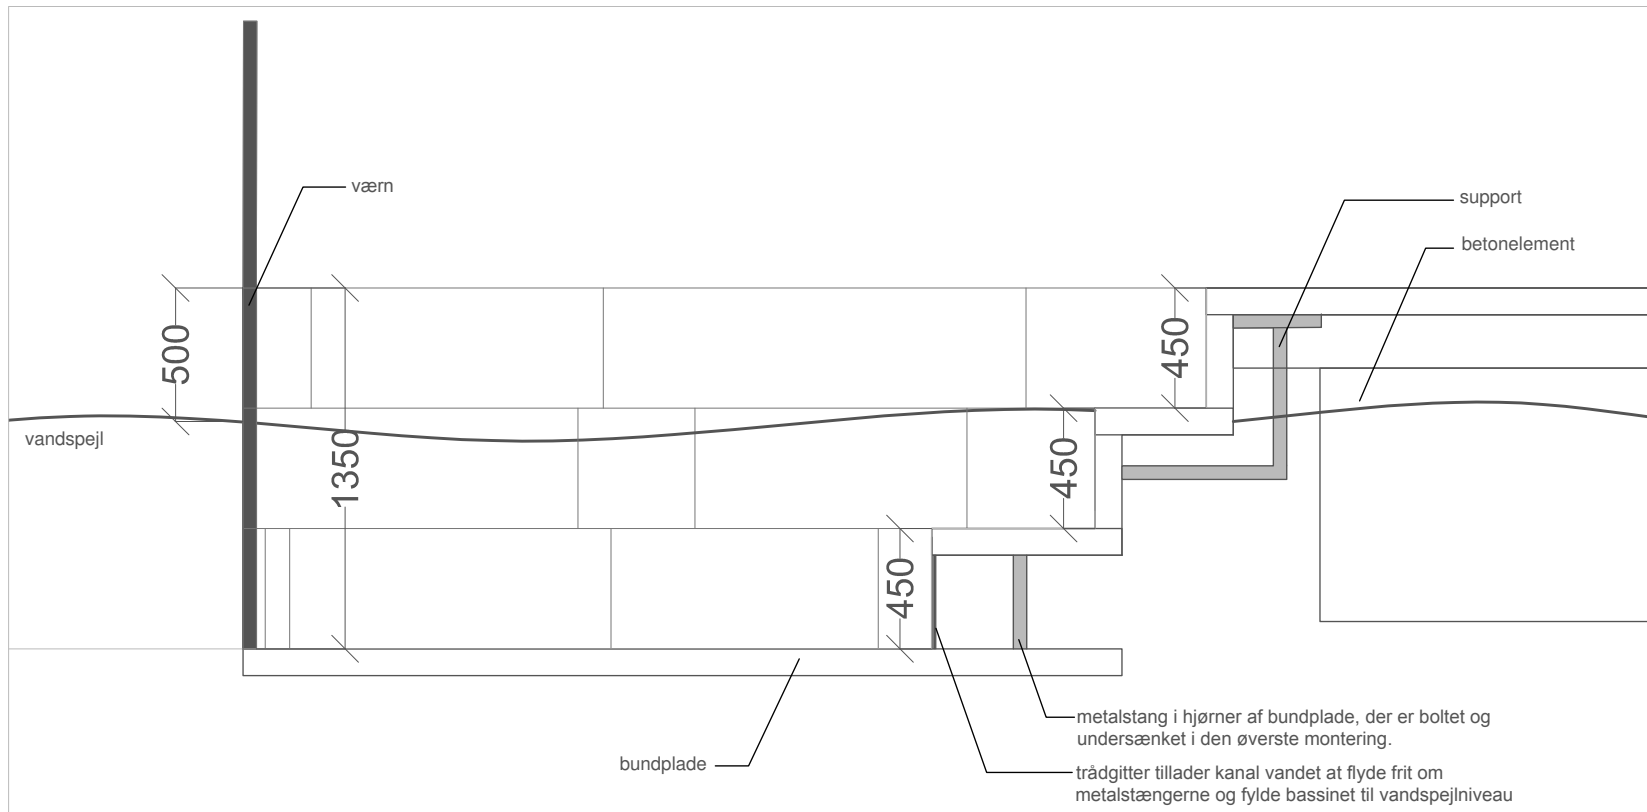 værn
support
betonelement
500
450
vandspejl
1350
450
450
metalstang i hjørner af bundplade, der er boltet og
undersænket i den øverste montering.
bundplade
trådgitter tillader kanal vandet at flyde frit om
metalstængerne og fylde bassinet til vandspejlniveau